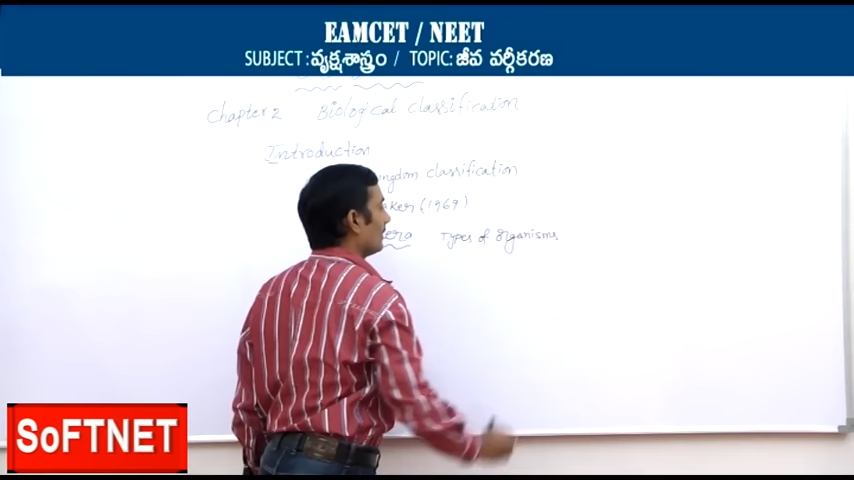 EAMCET / NEET
SUBJECT : వృక్షశాస్త్రం / TOPIC: జీవ వర్గీకరణ
Chapter 2 Biological classification
Introduction
classification
(1969)
Types of organisms
SOFTNET